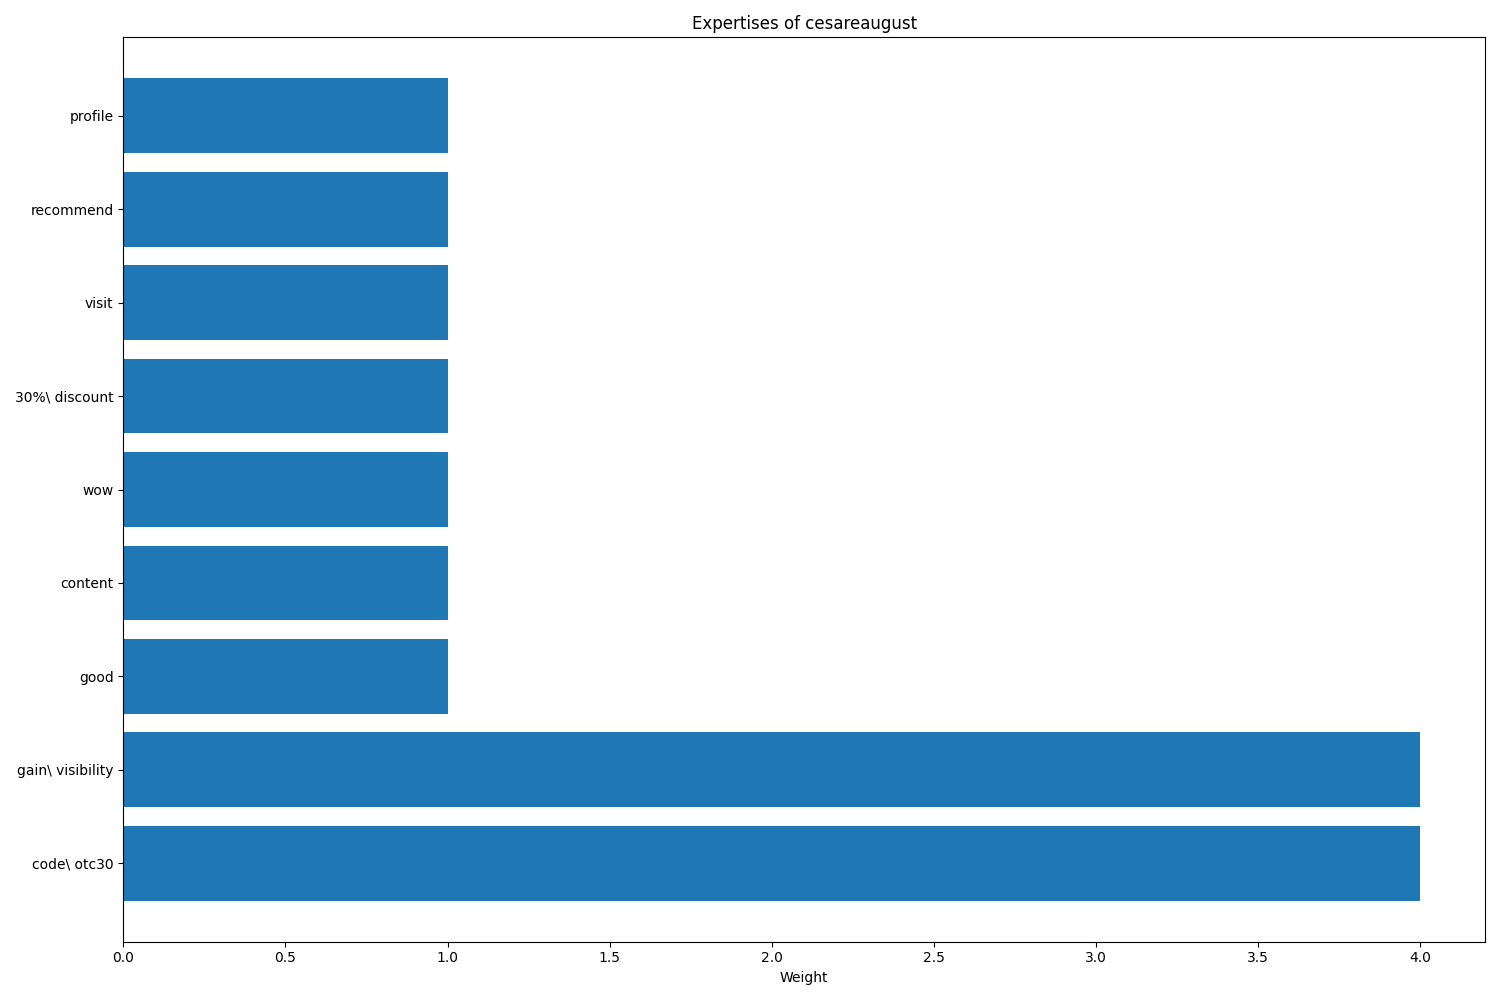 Expertises of cesareaugust
profile
recommend
visit
30%\ discount
wow
content
good
gain\ visibility
code\ otc30
0.0 0.5 1.0 1.5 2.0 2.5 3.0 3.5 4.0
Weight